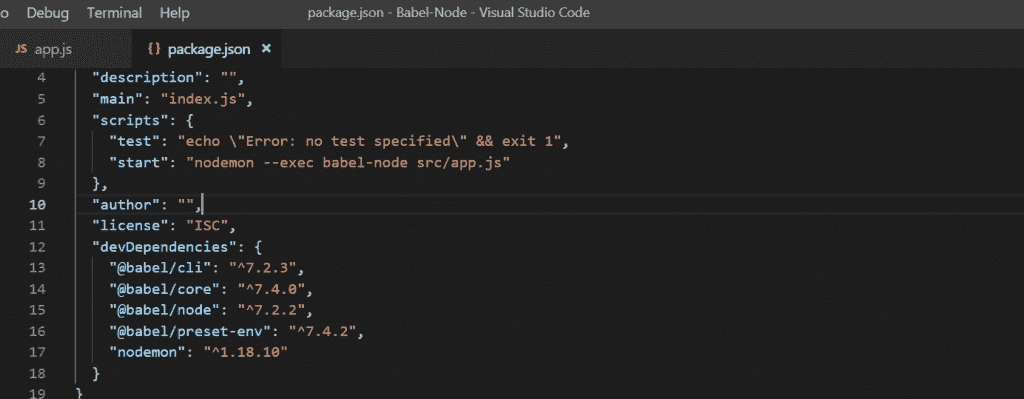 Debug Terminal Help package.json - Babel-Node - Visual Studio Code
JS app.js {} package.json ×
4 "description": "",
5 "main": "index.js",
6 "scripts": {
7 "test": "echo \"Error: no test specified\" && exit 1",
8 "start": "nodemon --exec babel-node src/app.js"
9 },
10 "author": "",
11 "license": "ISC",
12 "devDependencies": {
13 "@babel/cli": "^7.2.3",
14 "@babel/core": "^7.4.0",
15 "@babel/node": "^7.2.2",
16 "@babel/preset-env": "^7.4.2",
17 "nodemon": "^1.18.10"
18 }
19 }